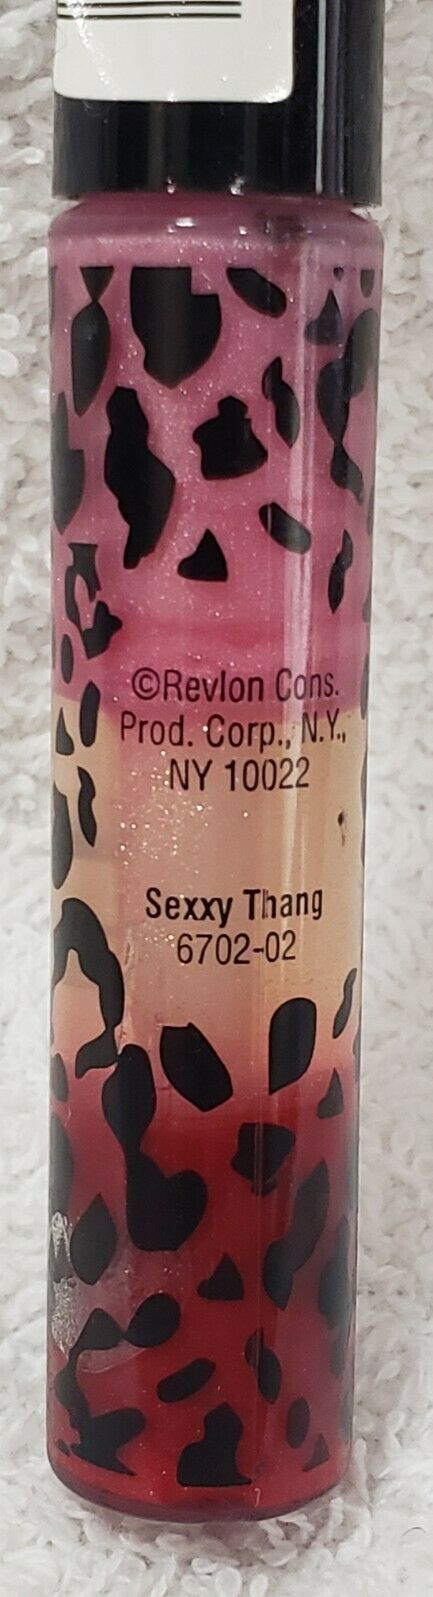 ©Revlon Cons.
Prod. Corp., N.Y.,
NY 10022
Sexxy Thang
6702-02